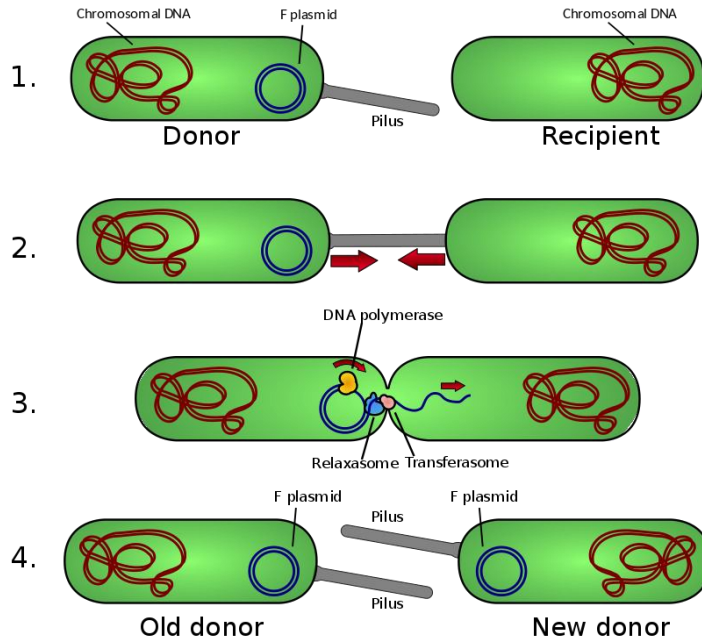 Chromosomal DNA
F plasmid
Chromosomal DNA
1.
Pilus
Donor
Recipient
2.
DNA polymerase
3.
Relaxasome
Transferasome
F plasmid
Pilus
F plasmid
4.
Pilus
Old donor
New donor